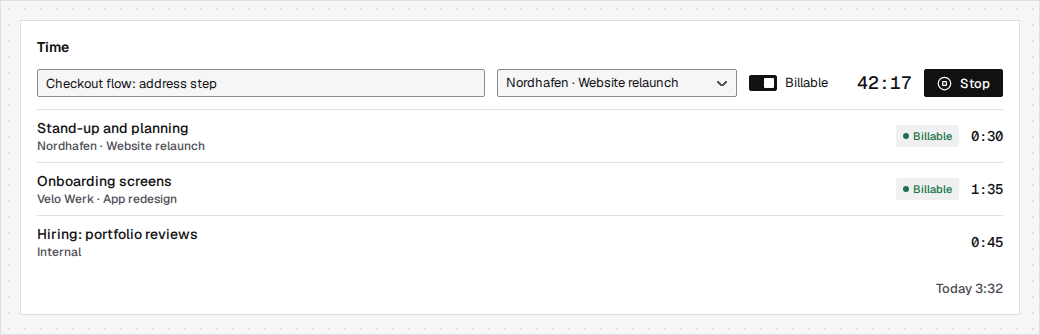 Time
Checkout flow: address step
Nordhafen · Website relaunch
Billable
42:17
Stop
Stand-up and planning
Billable
0:30
Nordhafen · Website relaunch
Onboarding screens
Billable
1:35
Velo Werk · App redesign
Hiring: portfolio reviews
0:45
Internal
Today 3:32